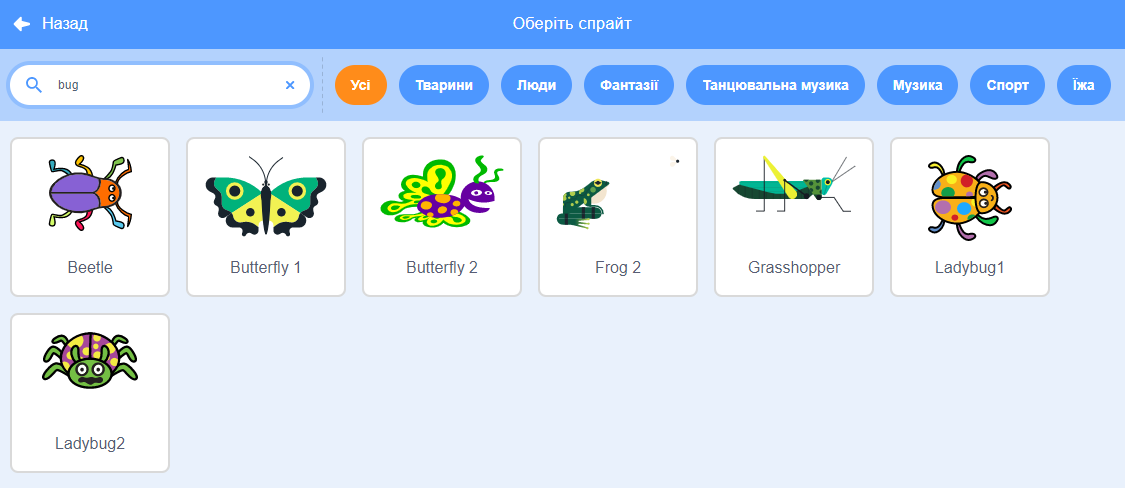 Назад
Оберіть спрайт
bug
Усі
Тварини
Люди
Фантазії
Танцювальна музика
Музика
Спорт
Їжа
Beetle
Butterfly 1
Butterfly 2
Frog 2
Grasshopper
Ladybug1
Ladybug2